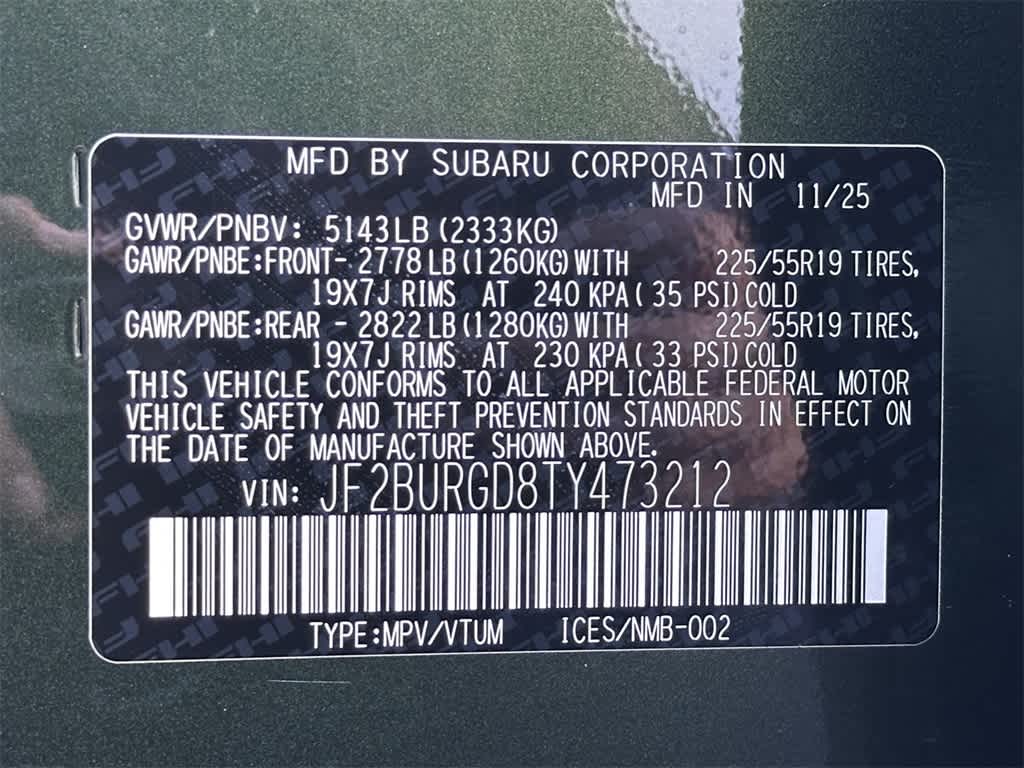 MFD BY SUBARU CORPORATION
MFD IN 11/25
GVWR/PNBV: 5143LB (2333KG)
GAWR/PNBE:FRONT- 2778 LB (1260KG) WITH 225/55R19 TIRES,
19X7J RIMS AT 240 KPA ( 35 PSI) COLD
GAWR/PNBE:REAR - 2822 LB (1280KG) WITH 225/55R19 TIRES,
19X7J RIMS AT 230 KPA ( 33 PSI) COLD
THIS VEHICLE CONFORMS TO ALL APPLICABLE FEDERAL MOTOR
VEHICLE SAFETY AND THEFT PREVENTION STANDARDS IN EFFECT ON
THE DATE OF MANUFACTURE SHOWN ABOVE.
VIN: JF2BURGD8TY473212
TYPE:MPV/VTUM ICES/NMB-002